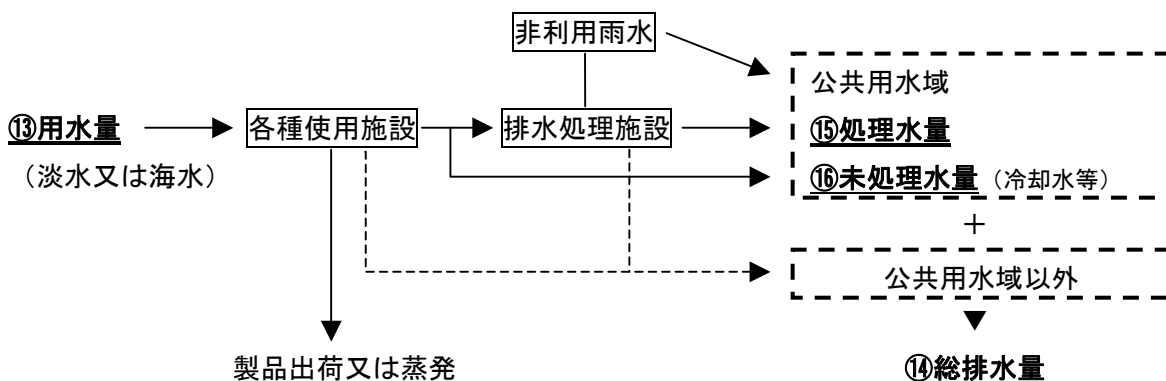 非利用雨水
公共用水域
⑬用水量
各種使用施設
排水処理施設
⑮処理水量
（淡水又は海水）
⑯未処理水量（冷却水等）
＋
公共用水域以外
製品出荷又は蒸発
⑭総排水量